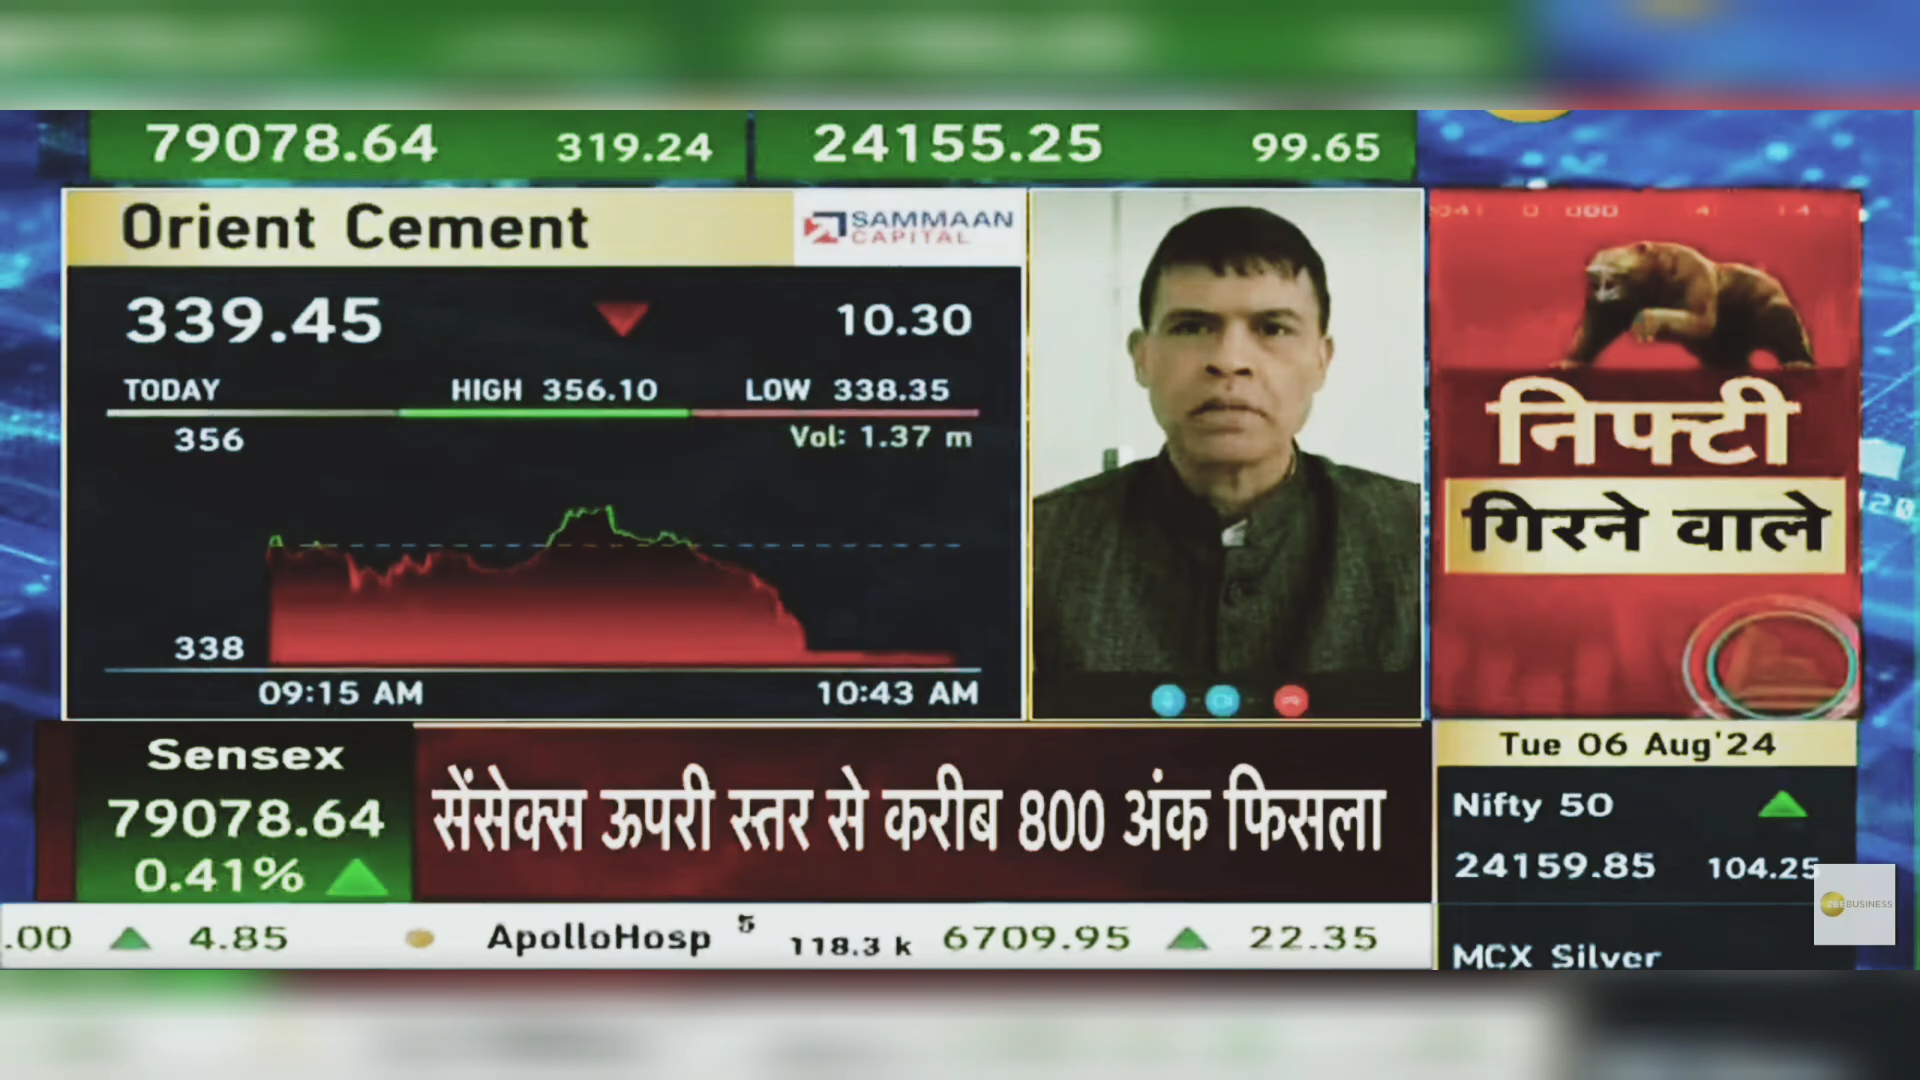 79078.64 319.24 24155.25 99.65
Orient Cement
SAMMAAN
CAPITAL
339.45 10.30
TODAY HIGH 356.10 LOW 338.35
356 Vol: 1.37 m
338
09:15 AM 10:43 AM
निफ्टी
गिरने वाले
Sensex
79078.64
0.41%
सेंसेक्स ऊपरी स्तर से करीब 800 अंक फिसला
Tue 06 Aug'24
Nifty 50
24159.85 104.25
MCX Silver
.00 4.85 ApolloHosp 5 118.3 k 6709.95 22.35
ZEEBUSINESS